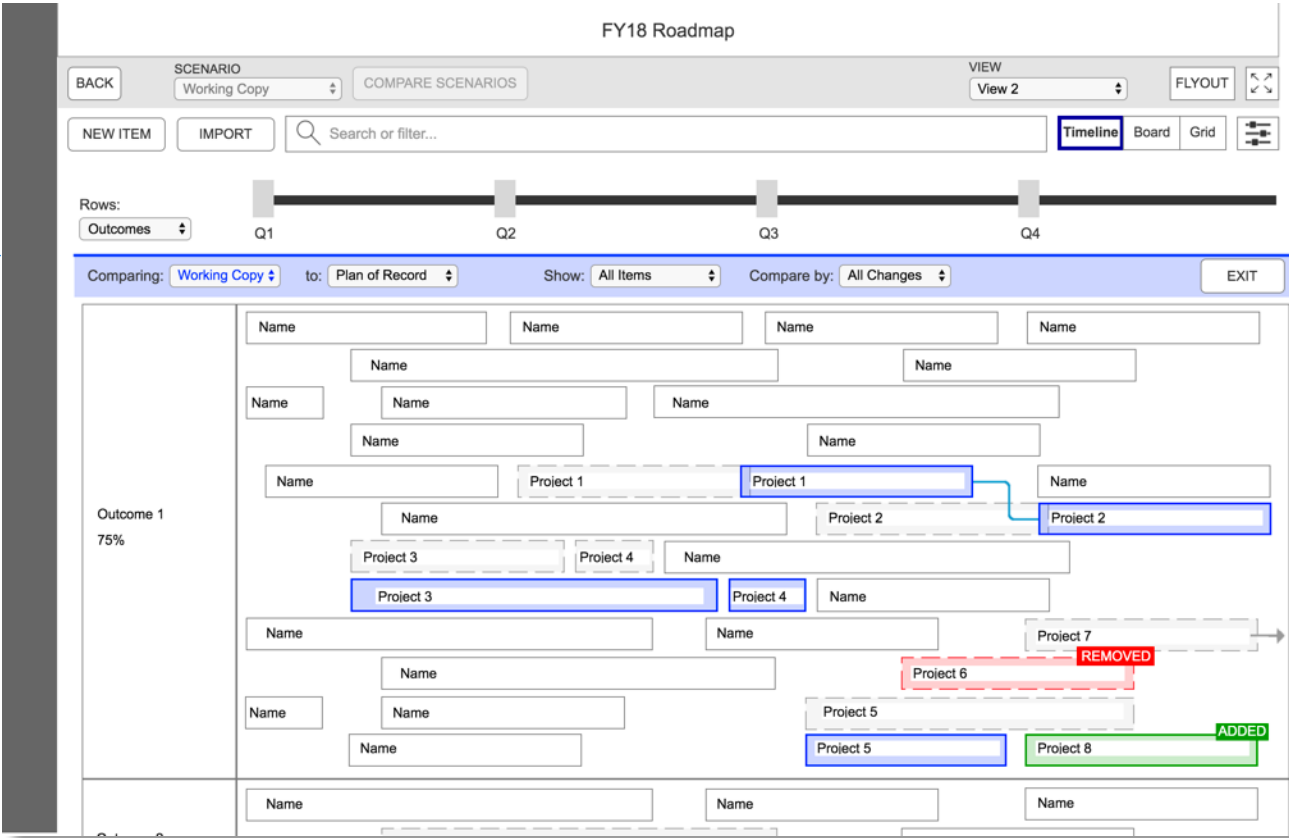 FY18 Roadmap
SCENARIO VIEW
BACK Working Copy COMPARE SCENARIOS View 2 FLYOUT
NEW ITEM IMPORT Search or filter... Timeline Board Grid
Rows:
Outcomes
Q1 Q2 Q3 Q4
Comparing: Working Copy to: Plan of Record Show: All Items Compare by: All Changes EXIT
Name Name Name Name
Name Name
Name Name Name
Name Name
Name Project 1 Project 1 Name
Outcome 1 Name Project 2 Project 2
75%
Project 3 Project 4 Name
Project 3 Project 4 Name
Name Name Project 7
REMOVED
Name Project 6
Name Name Project 5
ADDED
Name Project 5 Project 8
Name Name Name